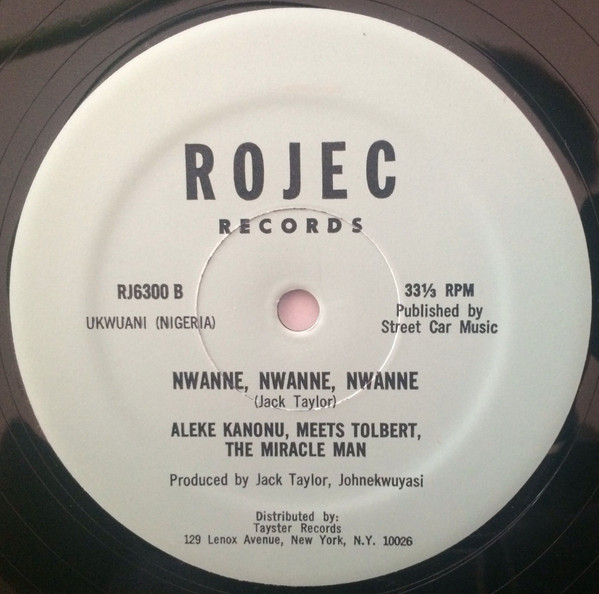 ROJEC
RECORDS
RJ6300 B
UKWUANI (NIGERIA)
33⅓ RPM
Published by
Street Car Music
NWANNE, NWANNE, NWANNE
(Jack Taylor)
ALEKE KANONU, MEETS TOLBERT,
THE MIRACLE MAN
Produced by Jack Taylor, Johnekwuyasi
Distributed by:
Tayster Records
129 Lenox Avenue, New York, N.Y. 10026